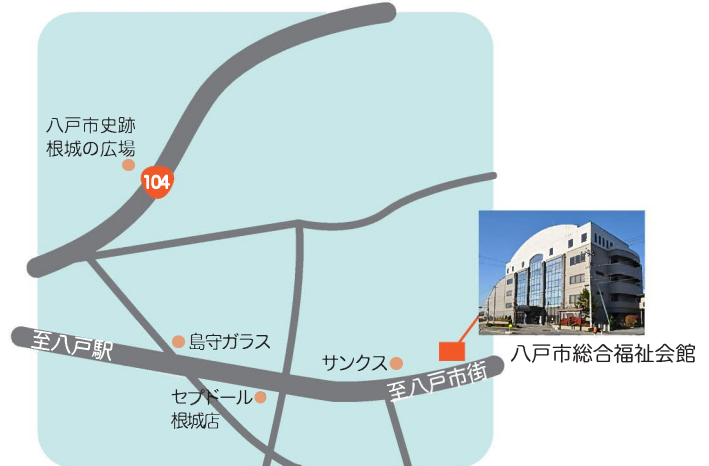 八戸市史跡
根城の広場
104
島守ガラス
至八戸駅
サンクス
八戸市総合福祉会館
至八戸市街
セプドール
根城店